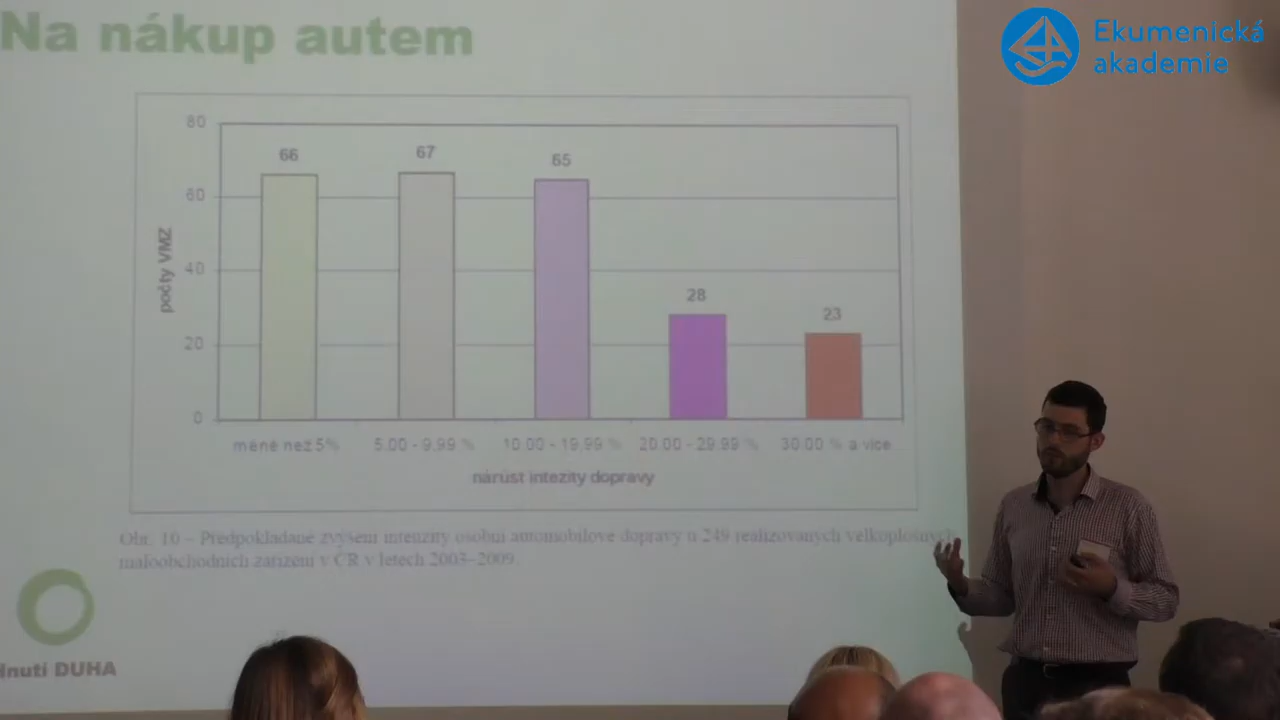 Na nákup autem
Ekumenická
akademie
80
66
67
65
60
40
28
23
20
0
počty VMZ
méně než 5%
5.00 - 9.99 %
10.00 - 19.99 %
20.00 - 29.99 %
30.00 % a více
nárůst intezity dopravy
Obr. 10 – Předpokládané zvýšení intenzity osobní automobilové dopravy u 249 realizovaných velkoplošných
maloobchodních zařízení v ČR v letech 2003–2009
Hnutí DUHA